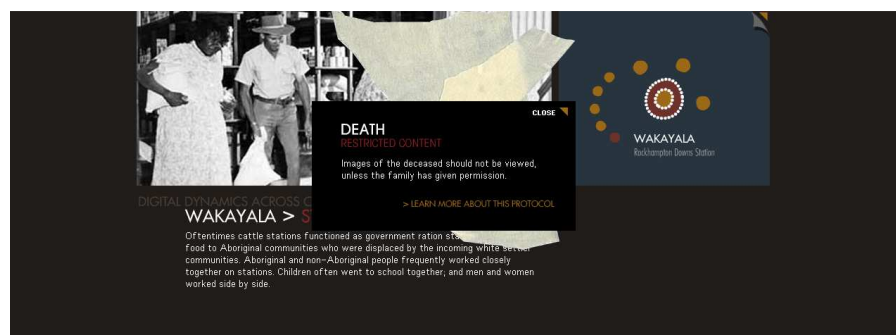 CLOSE
DEATH
RESTRICTED CONTENT
Images of the deceased should not be viewed,
unless the family has given permission.
> LEARN MORE ABOUT THIS PROTOCOL
WAKAYALA
Rockhampton Downs Station
DIGITAL DYNAMICS ACROSS
WAKAYALA >
Oftentimes cattle stations functioned as government ration
food to Aboriginal communities who were displaced by the incoming white settler
communities. Aboriginal and non-Aboriginal people frequently worked closely
together on stations. Children often went to school together; and men and women
worked side by side.